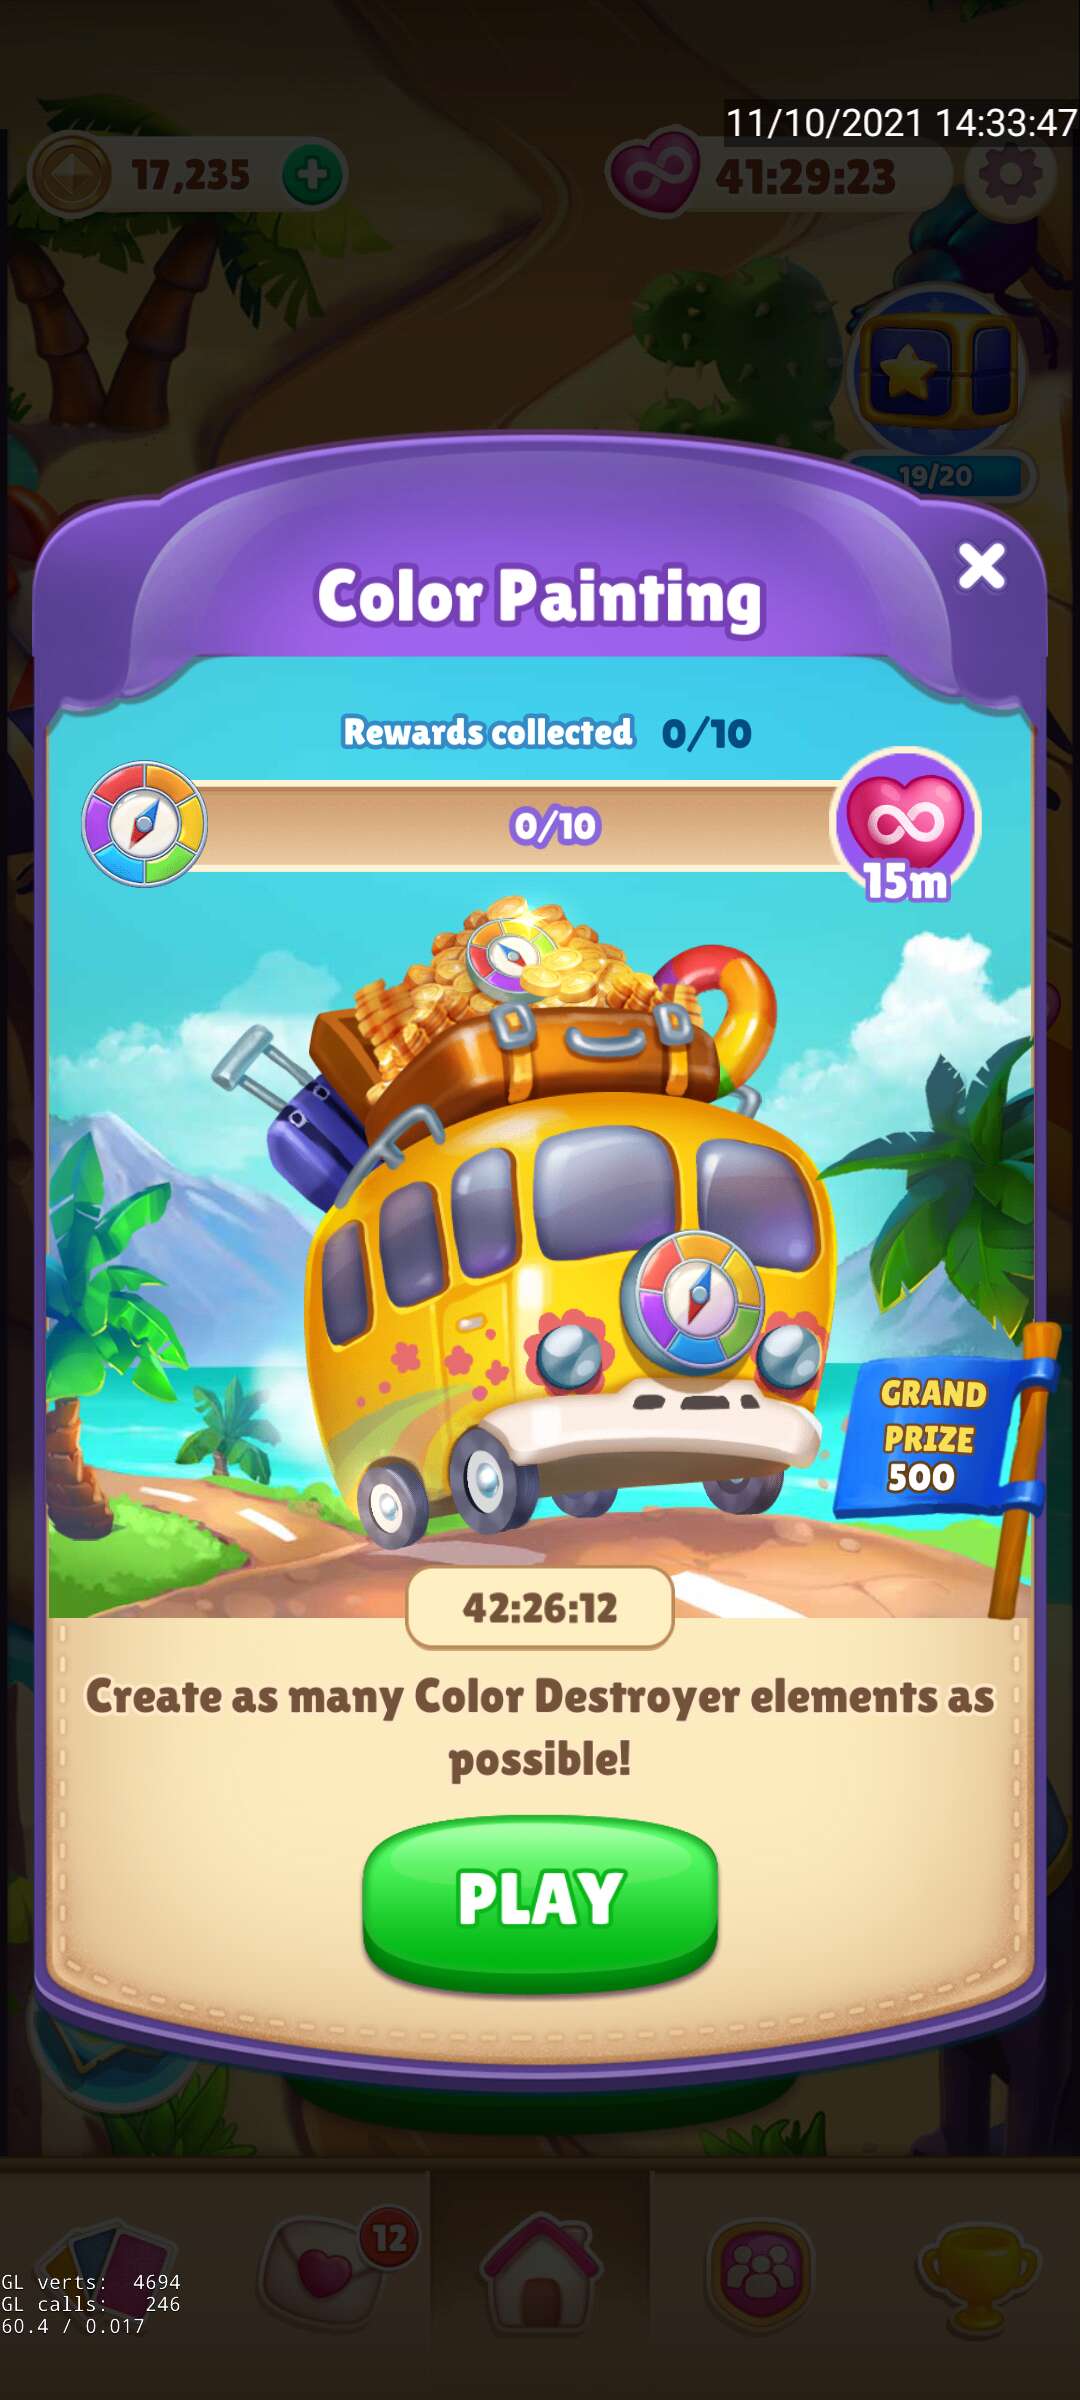 11/10/2021 14:33:47
17,235
41:29:23
19/20
Color Painting
Rewards collected 0/10
0/10
15m
GRAND
PRIZE
500
42:26:12
Create as many Color Destroyer elements as
possible!
PLAY
12
GL verts: 4694
GL calls: 246
60.4 / 0.017